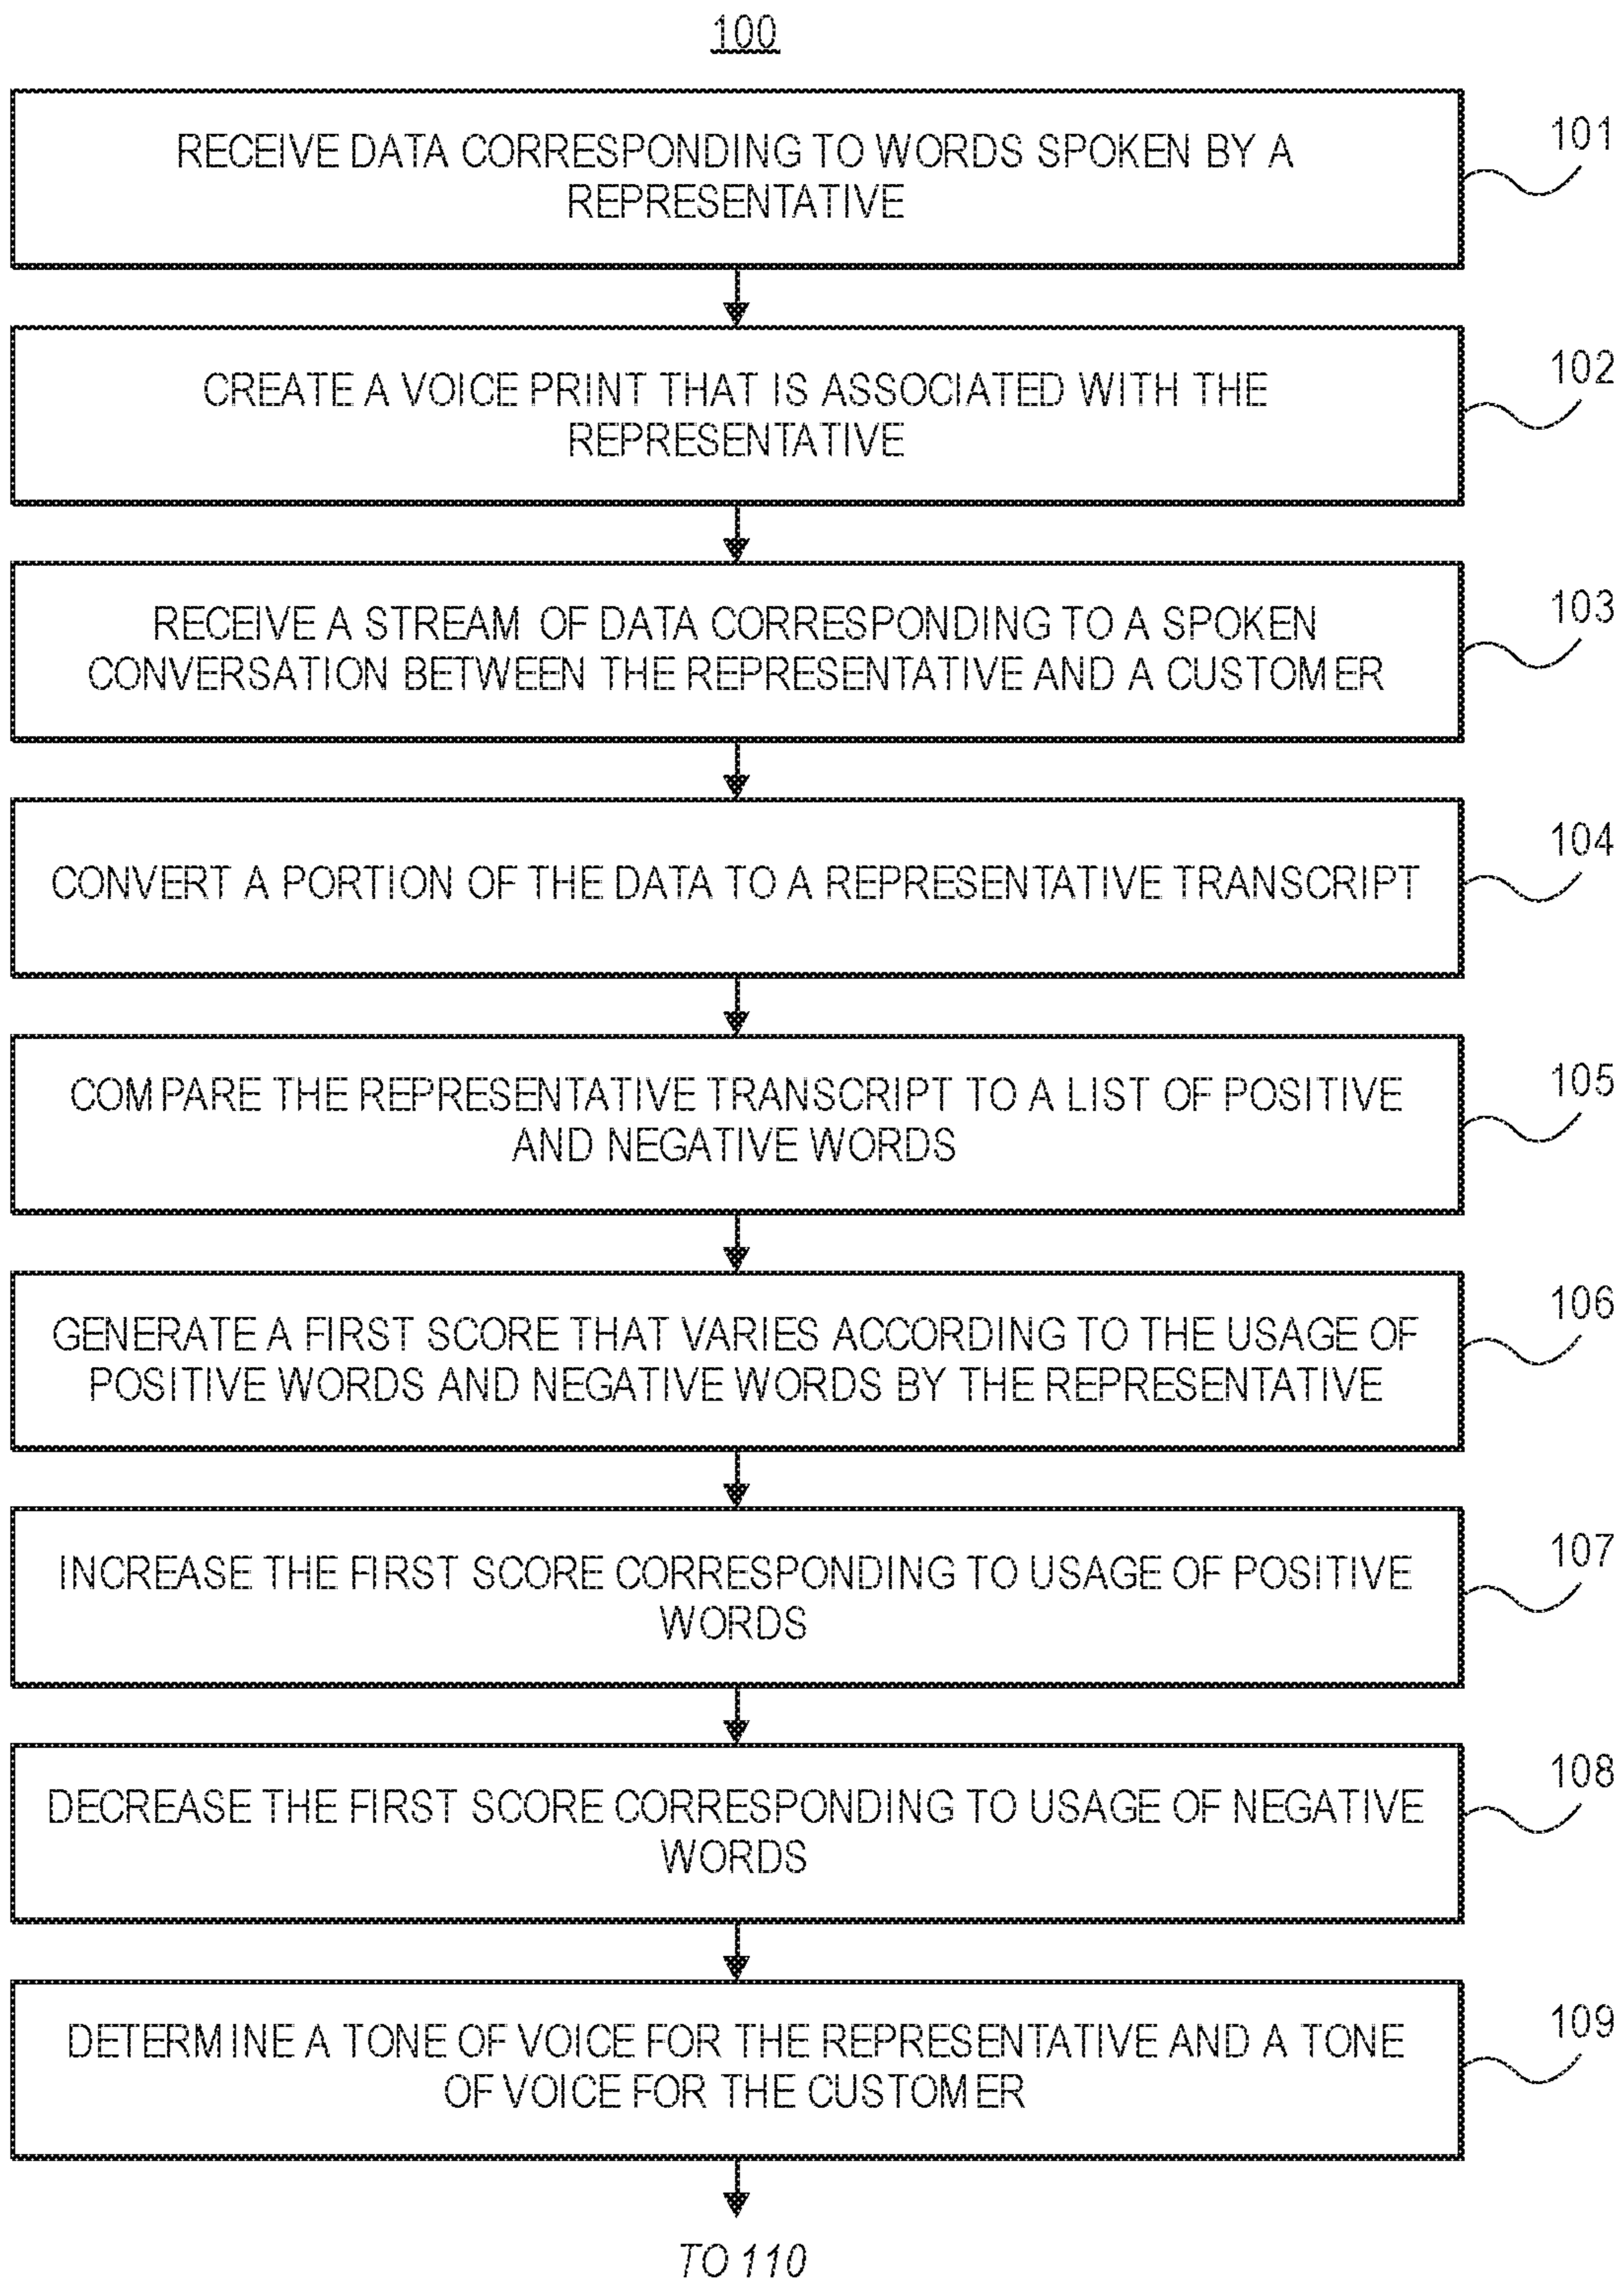 100
RECEIVE DATA CORRESPONDING TO WORDS SPOKEN BY A
REPRESENTATIVE
101
CREATE A VOICE PRINT THAT IS ASSOCIATED WITH THE
REPRESENTATIVE
102
RECEIVE A STREAM OF DATA CORRESPONDING TO A SPOKEN
CONVERSATION BETWEEN THE REPRESENTATIVE AND A CUSTOMER
103
CONVERT A PORTION OF THE DATA TO A REPRESENTATIVE TRANSCRIPT
104
COMPARE THE REPRESENTATIVE TRANSCRIPT TO A LIST OF POSITIVE
AND NEGATIVE WORDS
105
GENERATE A FIRST SCORE THAT VARIES ACCORDING TO THE USAGE OF
POSITIVE WORDS AND NEGATIVE WORDS BY THE REPRESENTATIVE
106
INCREASE THE FIRST SCORE CORRESPONDING TO USAGE OF POSITIVE
WORDS
107
DECREASE THE FIRST SCORE CORRESPONDING TO USAGE OF NEGATIVE
WORDS
108
DETERMINE A TONE OF VOICE FOR THE REPRESENTATIVE AND A TONE
OF VOICE FOR THE CUSTOMER
109
TO 110